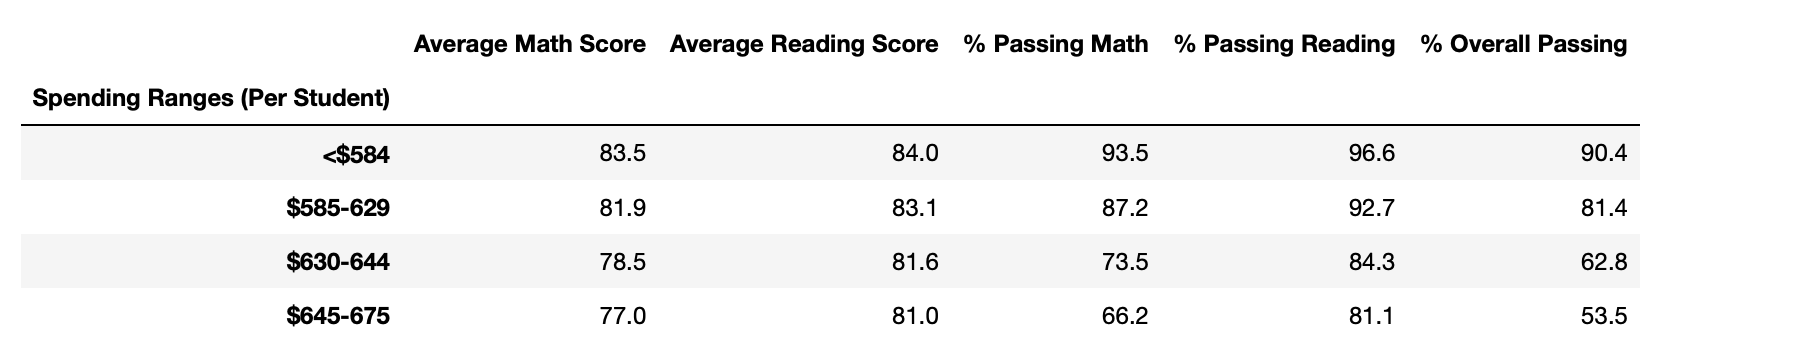 Average Math Score Average Reading Score % Passing Math % Passing Reading % Overall Passing
Spending Ranges (Per Student)
<$584 83.5 84.0 93.5 96.6 90.4
$585-629 81.9 83.1 87.2 92.7 81.4
$630-644 78.5 81.6 73.5 84.3 62.8
$645-675 77.0 81.0 66.2 81.1 53.5